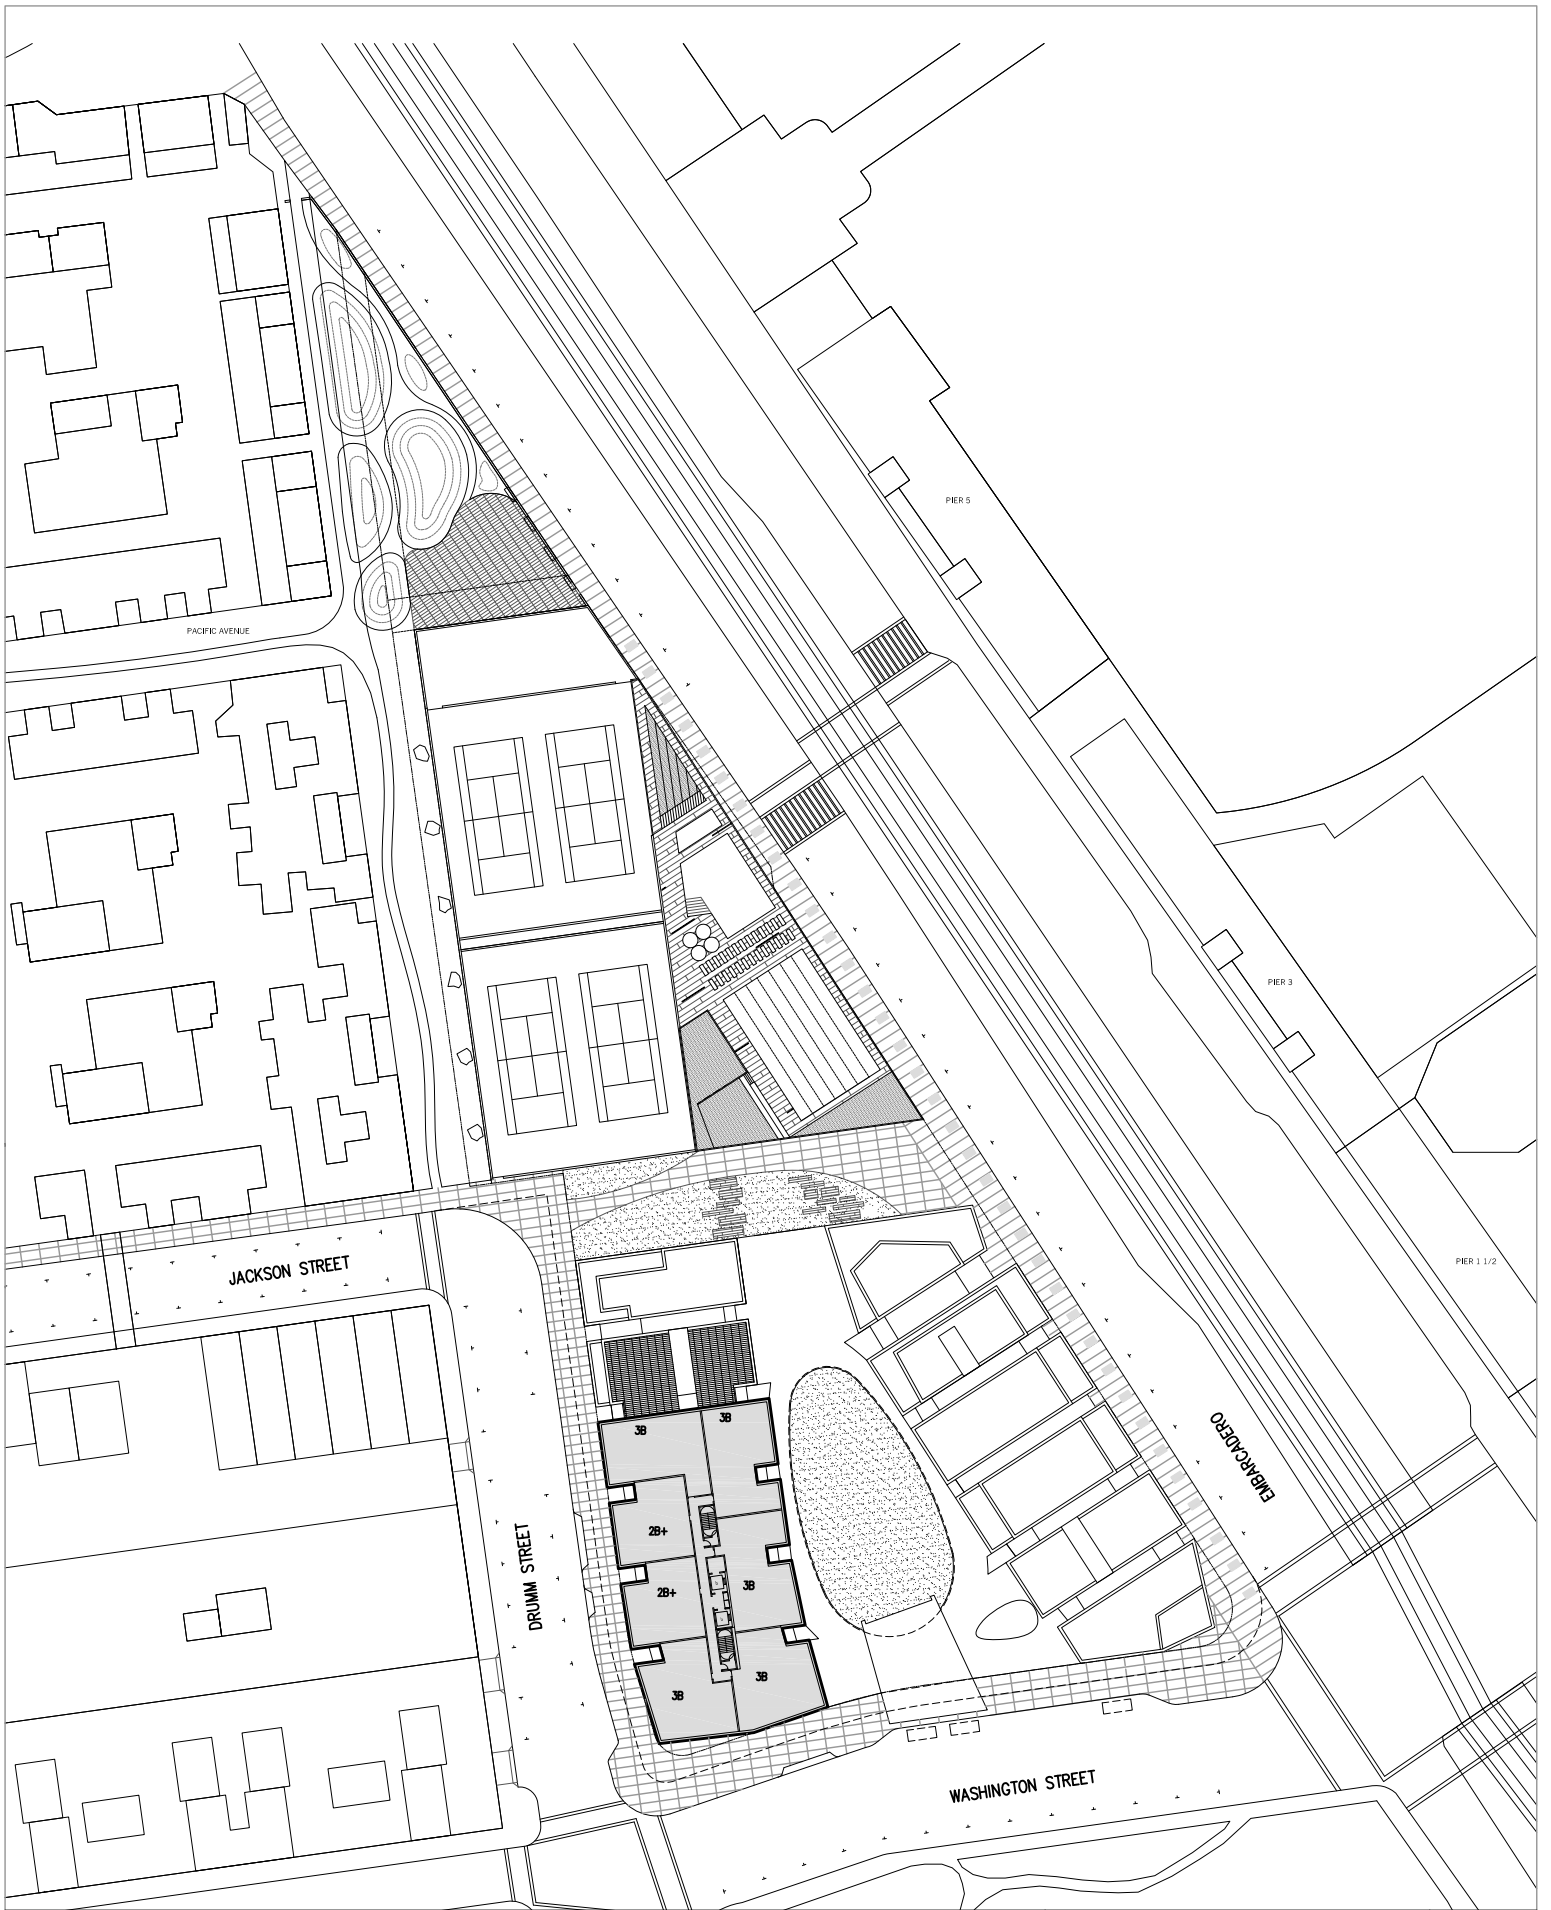 PIER 5
PACIFIC AVENUE
PIER 3
PIER 1 1/2
JACKSON STREET
EMBARCADERO
3B
3B
2B+
DRUMM STREET
2B+
3B
3B
3B
WASHINGTON STREET